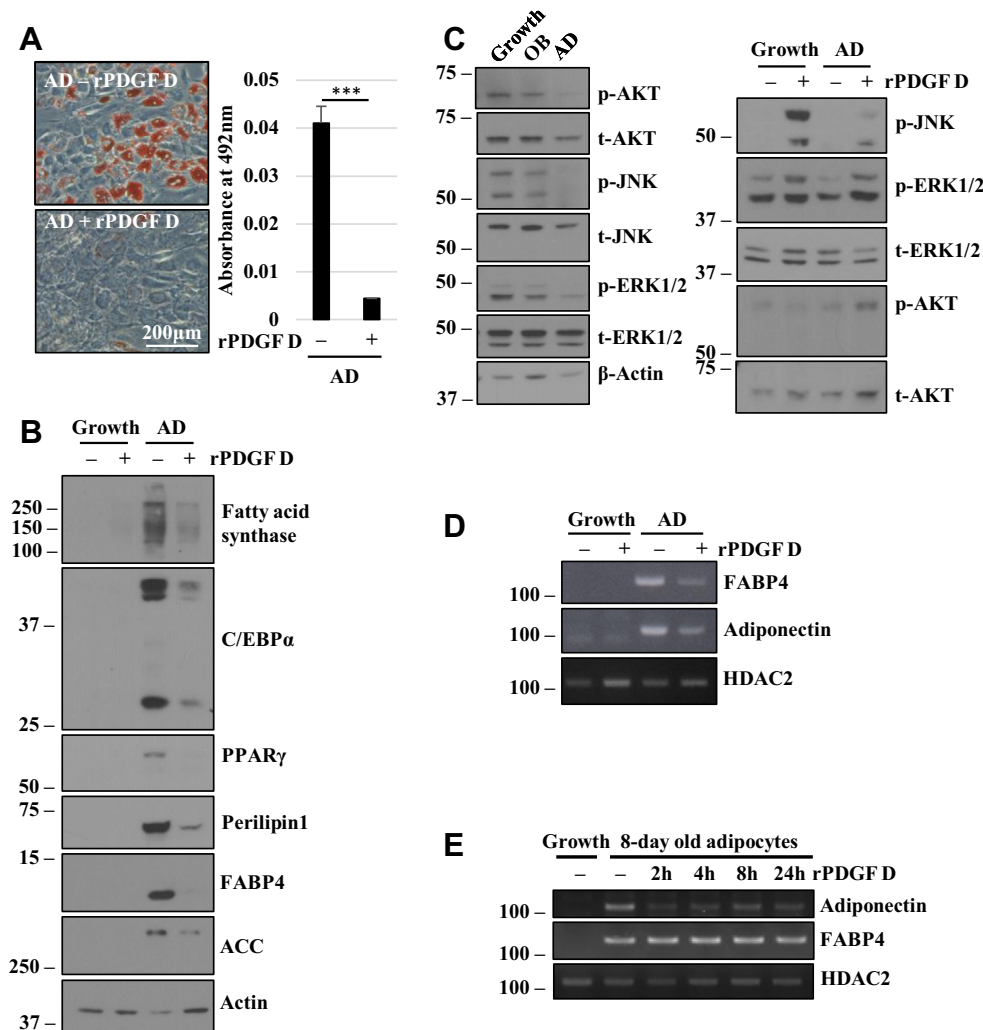 A
AD – rPDGF D
AD + rPDGF D
200µm
Absorbance at 492nm
0.05
0.04
0.03
0.02
0.01
0
***
rPDGF D – +
AD
B
Growth AD
– + – + rPDGF D
250 –
150 –
100 –
Fatty acid
synthase
37 –
C/EBPα
25 –
PPARγ
50 –
75 –
Perilipin1
15 –
FABP4
ACC
250 –
Actin
37 –
C
Growth
OB
AD
75 –
p-AKT
75 –
t-AKT
p-JNK
50 –
t-JNK
50 –
50 –
p-ERK1/2
50 –
t-ERK1/2
β-Actin
37 –
Growth AD
– + – + rPDGF D
p-JNK
50 –
p-ERK1/2
37 –
t-ERK1/2
37 –
p-AKT
50 –
75 –
t-AKT
D
Growth AD
– + – + rPDGF D
FABP4
100 –
Adiponectin
100 –
HDAC2
100 –
E
Growth 8-day old adipocytes
– – 2h 4h 8h 24h rPDGF D
100 – Adiponectin
FABP4
100 –
HDAC2
100 –